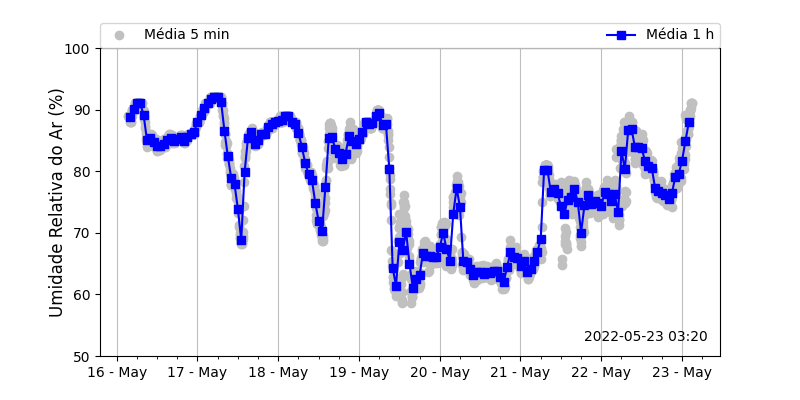 Média 5 min
Média 1 h
Umidade Relativa do Ar (%)
100
90
80
70
60
50
2022-05-23 03:20
16 - May
17 - May
18 - May
19 - May
20 - May
21 - May
22 - May
23 - May